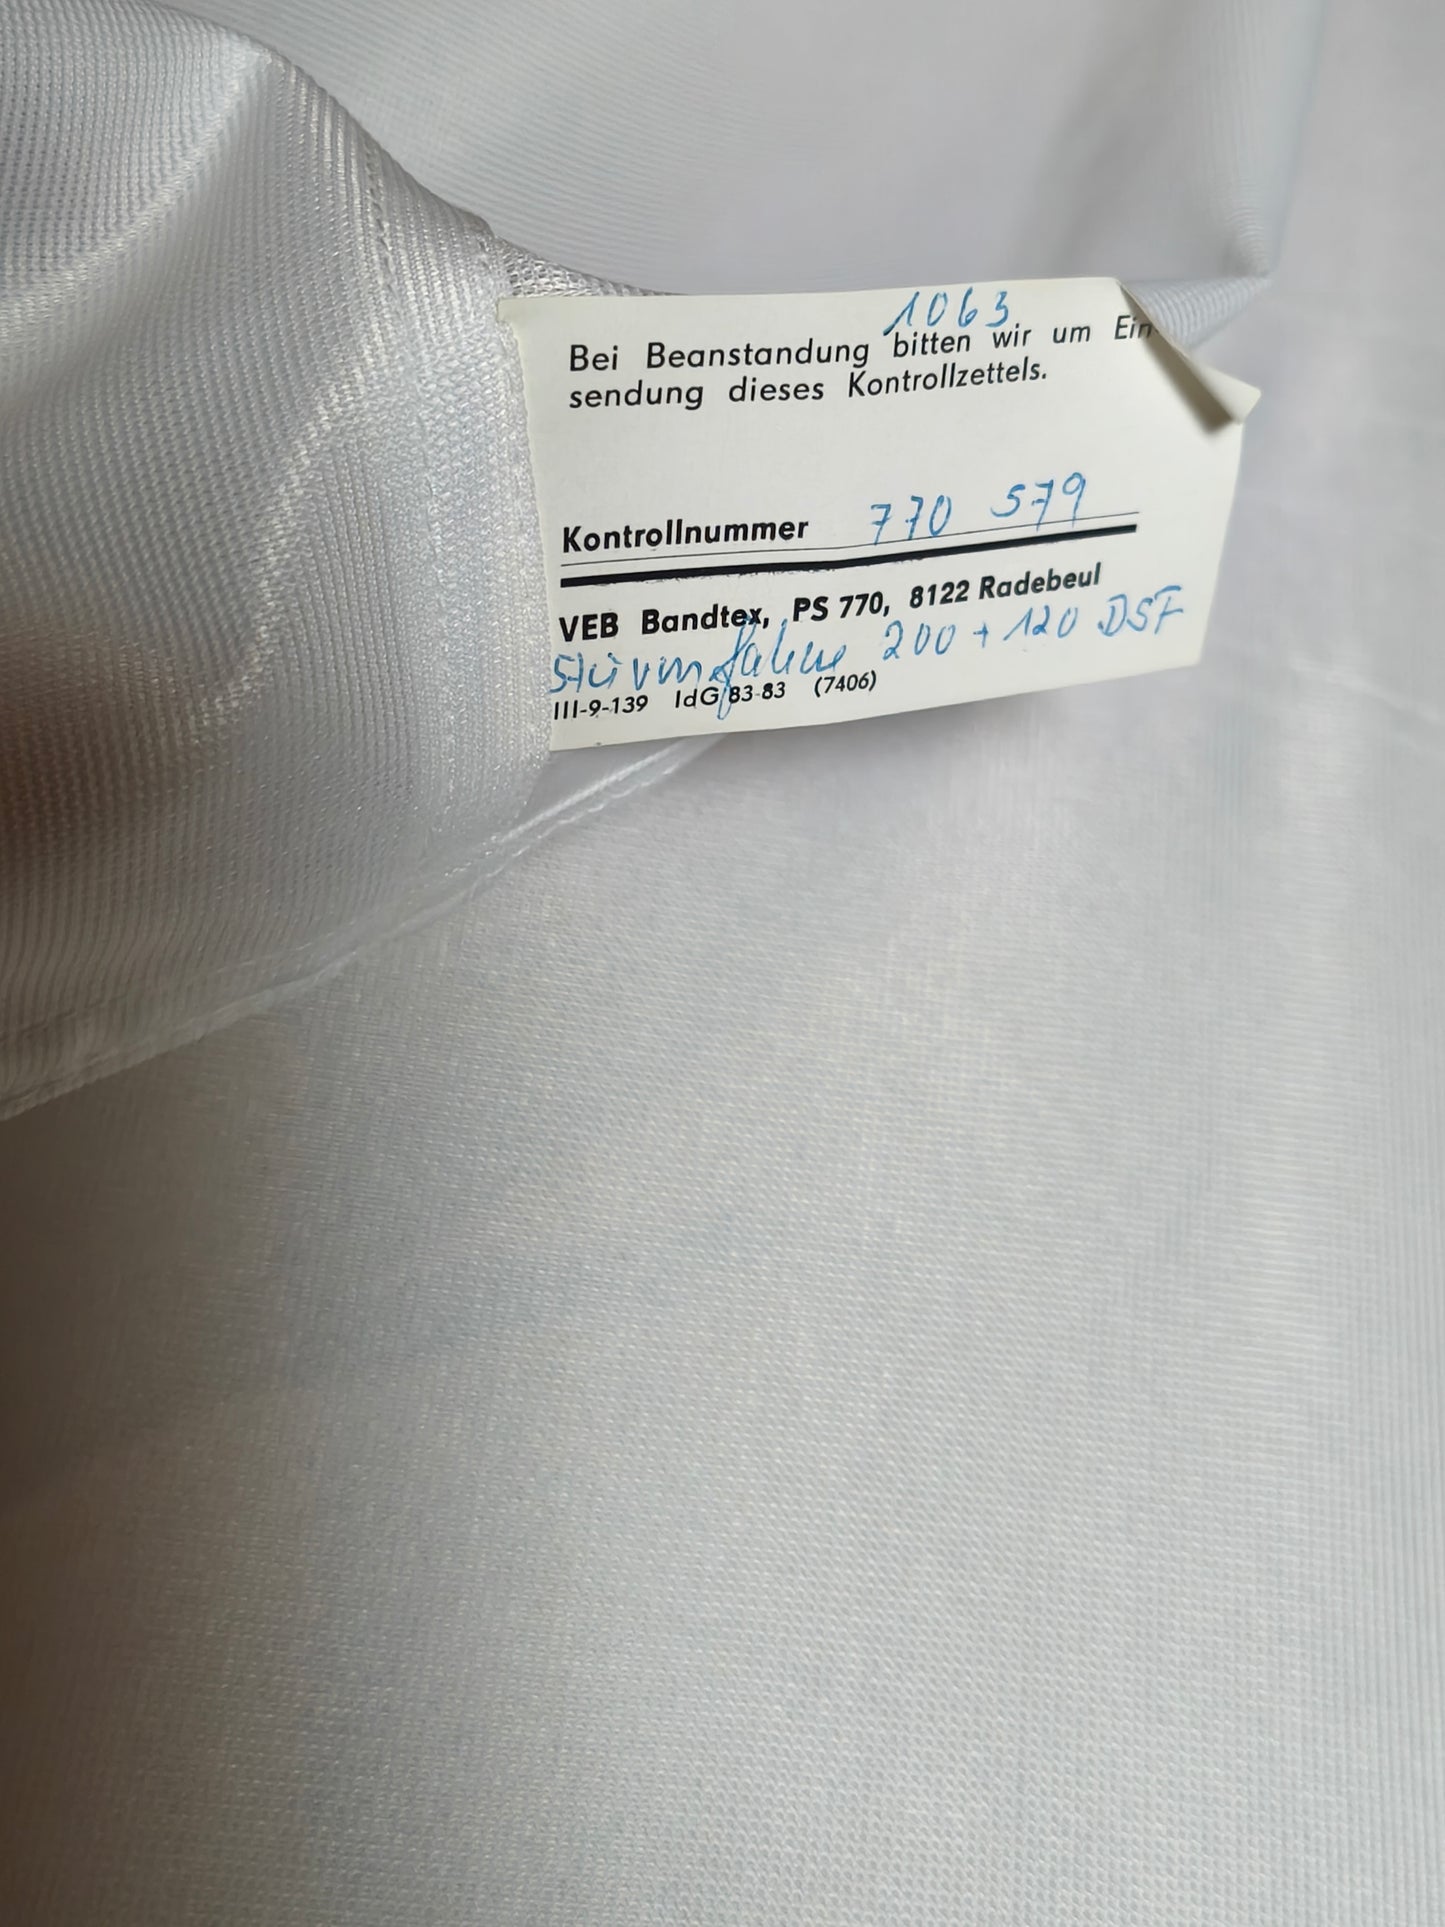 1063
Bei Beanstandung bitten wir um Ein-
sendung dieses Kontrollzettels.
Kontrollnummer 770 579
VEB Bandtex, PS 770, 8122 Radebeul
Sturmfahne 200 + 120 DSF
III-9-139 IdG 83-83 (7406)